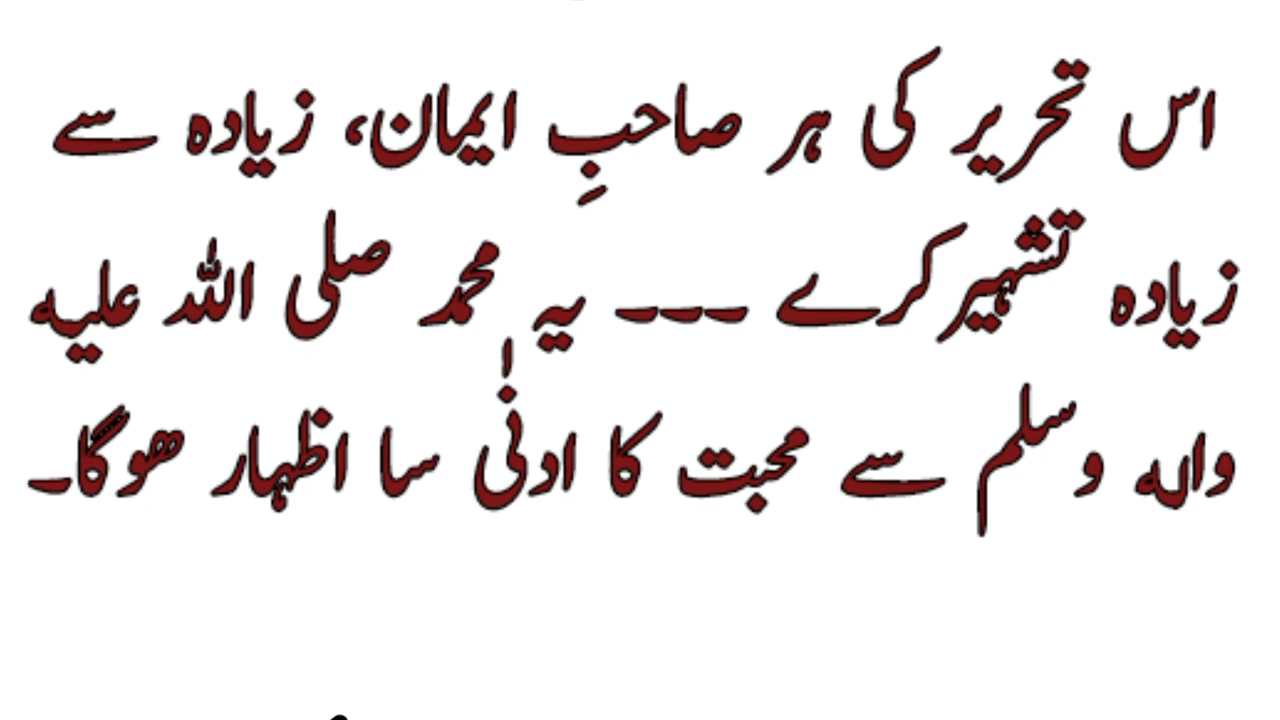 اس تحریر کی ہر صاحبِ ایمان، زیادہ سے
زیادہ تشہیر کرے ۔۔۔ یہ محمد صلی اللہ علیہ
والہ وسلم سے محبت کا ادنیٰ سا اظہار ھوگا۔